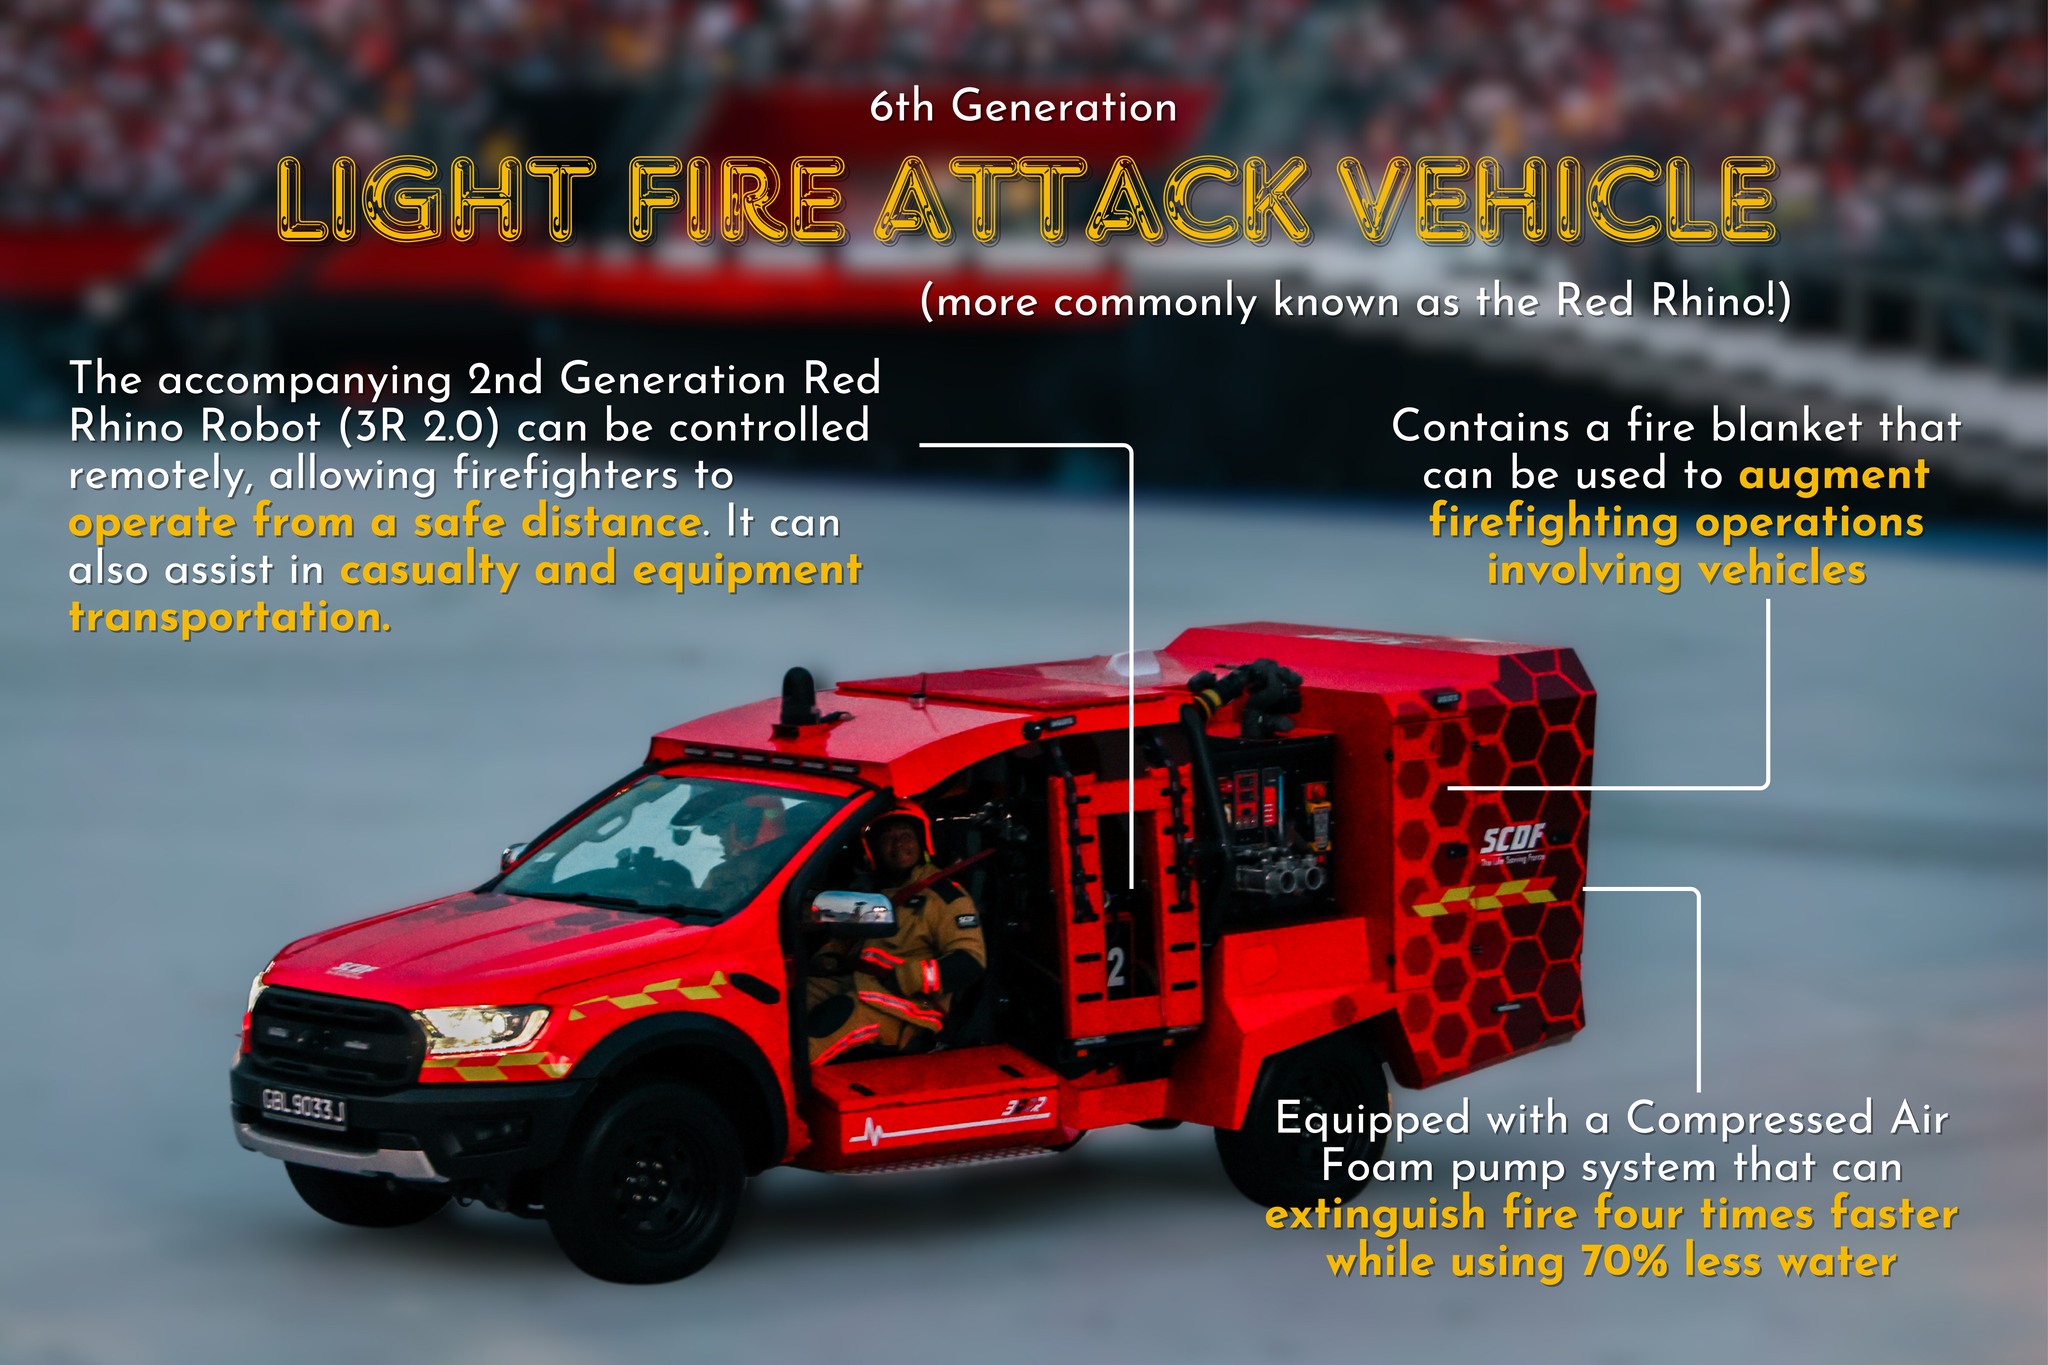 6th Generation
LIGHT FIRE ATTACK VEHICLE
(more commonly known as the Red Rhino!)
The accompanying 2nd Generation Red
Rhino Robot (3R 2.0) can be controlled
remotely, allowing firefighters to
operate from a safe distance. It can
also assist in casualty and equipment
transportation.
Contains a fire blanket that
can be used to augment
firefighting operations
involving vehicles
SCDF
The Life Saving Force
SCDF
2
SCDF
GBL9033J
Equipped with a Compressed Air
Foam pump system that can
extinguish fire four times faster
while using 70% less water